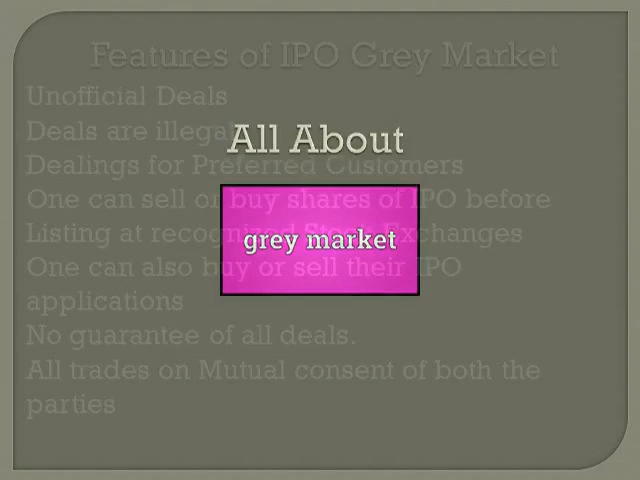 Features of IPO Grey Market
Unofficial Deals
Deals are illegal
All About
Dealings for Preferred Customers
One can sell or buy shares of IPO before
Listing at recognized Stock Exchanges
grey market
One can also buy or sell their IPO
applications
No guarantee of all deals.
All trades on Mutual consent of both the
parties